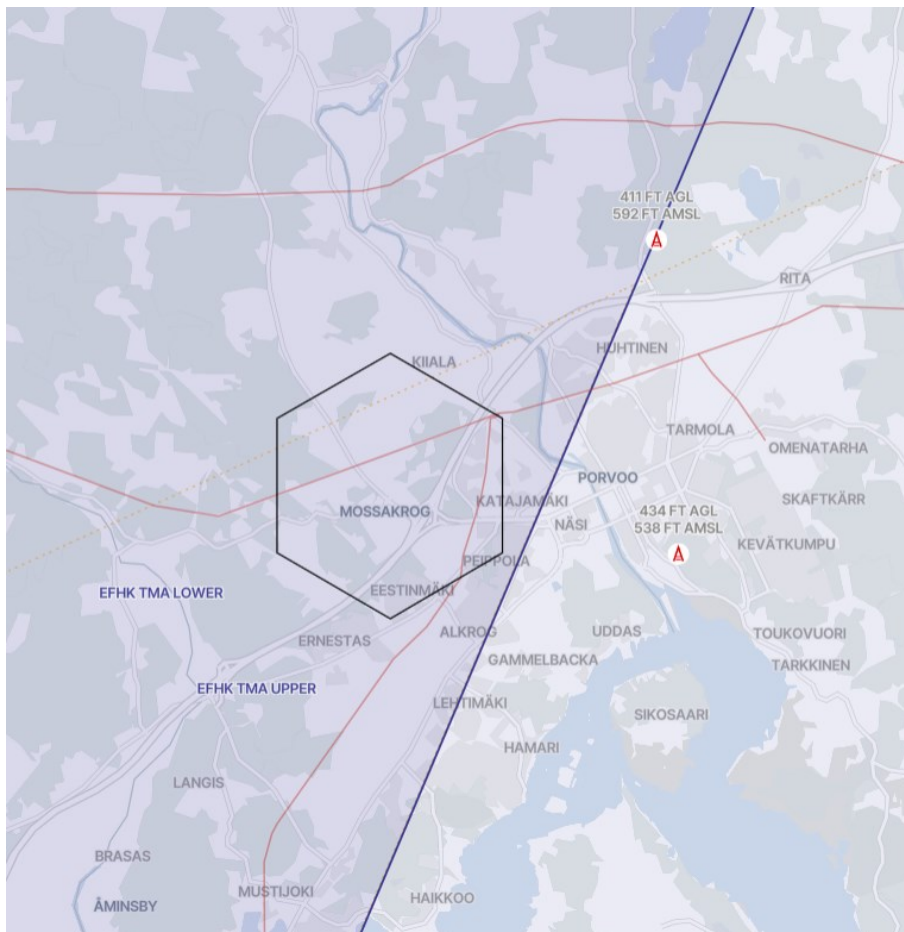 411 FT AGL
592 FT AMSL
RITA
HUHTINEN
KIIALA
TARMOLA
OMENATARHA
PORVOO
SKAFTKÄRR
KATAJAMÄKI
MOSSAKROG
434 FT AGL
538 FT AMSL
NÄSI
KEVÄTKUMPU
PEIPPOLA
EESTINMÄKI
EFHK TMA LOWER
ERNESTAS
ALKROG
UDDAS
TOUKOVUORI
GAMMELBACKA
TARKKINEN
EFHK TMA UPPER
LEHTIMÄKI
SIKOSAARI
HAMARI
LANGIS
BRASAS
MUSTIJOKI
HAIKKOO
ÅMINSBY